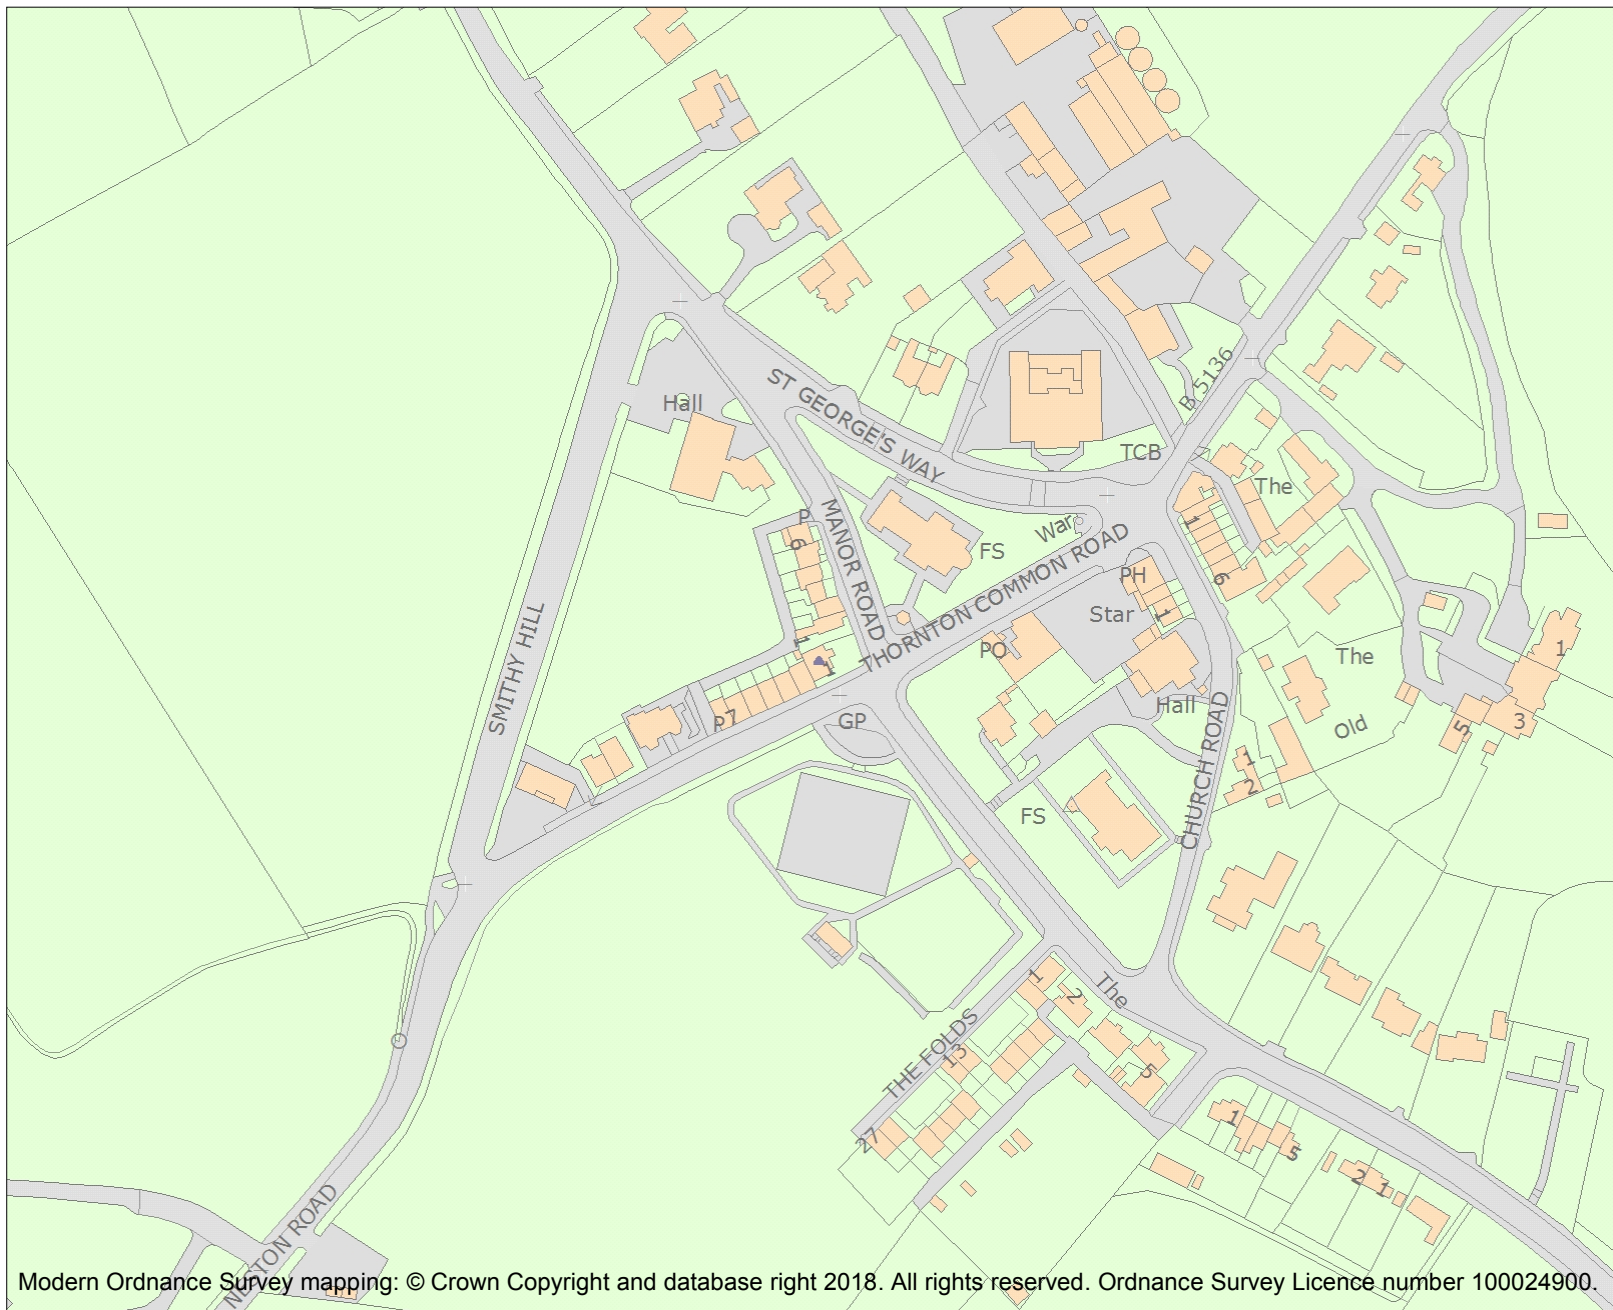 B 5136
ST GEORGE'S WAY
Hall
TCB
The
MANOR ROAD
P
6
War
1
FS
THORNTON COMMON ROAD
PH
6
Star
1
SMITHY HILL
1
PO
1
The
1
Hall
P
7
GP
CHURCH ROAD
Old
5
3
1
2
FS
1
2
The
THE FOLDS
13
5
27
1
5
2
1
NESTON ROAD
Modern Ordnance Survey mapping: © Crown Copyright and database right 2018. All rights reserved. Ordnance Survey Licence number 100024900.